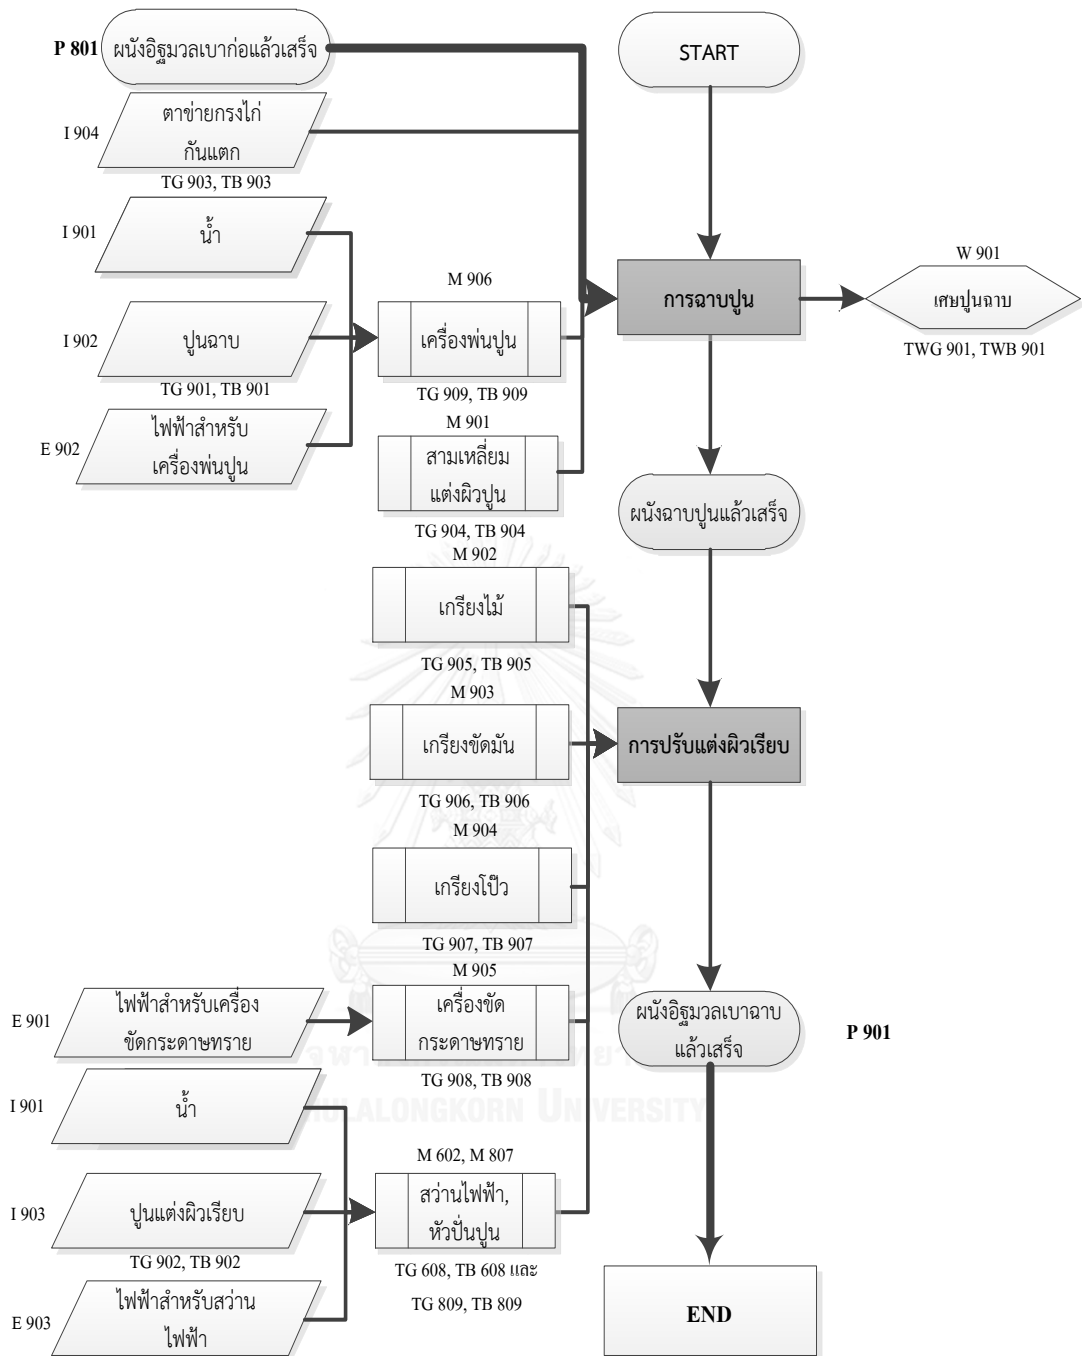 P 801
ผนังอิฐมวลเบาก่อแล้วเสร็จ
START
I 904
ตาข่ายกรงไก่
กันแตก
TG 903, TB 903
I 901
น้ำ
I 902
ปูนฉาบ
TG 901, TB 901
E 902
ไฟฟ้าสำหรับ
เครื่องพ่นปูน
M 906
เครื่องพ่นปูน
TG 909, TB 909
M 901
สามเหลี่ยม
แต่งผิวปูน
TG 904, TB 904
การฉาบปูน
W 901
เศษปูนฉาบ
TWG 901, TWB 901
ผนังฉาบปูนแล้วเสร็จ
M 902
เกรียงไม้
TG 905, TB 905
M 903
เกรียงขัดมัน
TG 906, TB 906
การปรับแต่งผิวเรียบ
M 904
เกรียงโป๊ว
TG 907, TB 907
M 905
E 901
ไฟฟ้าสำหรับเครื่อง
ขัดกระดาษทราย
เครื่องขัด
กระดาษทราย
TG 908, TB 908
ผนังอิฐมวลเบาฉาบ
แล้วเสร็จ
P 901
CHULALONGKORN UNIVERSITY
I 901
น้ำ
I 903
ปูนแต่งผิวเรียบ
TG 902, TB 902
E 903
ไฟฟ้าสำหรับสว่าน
ไฟฟ้า
M 602, M 807
สว่านไฟฟ้า,
หัวปั่นปูน
TG 608, TB 608 และ
TG 809, TB 809
END